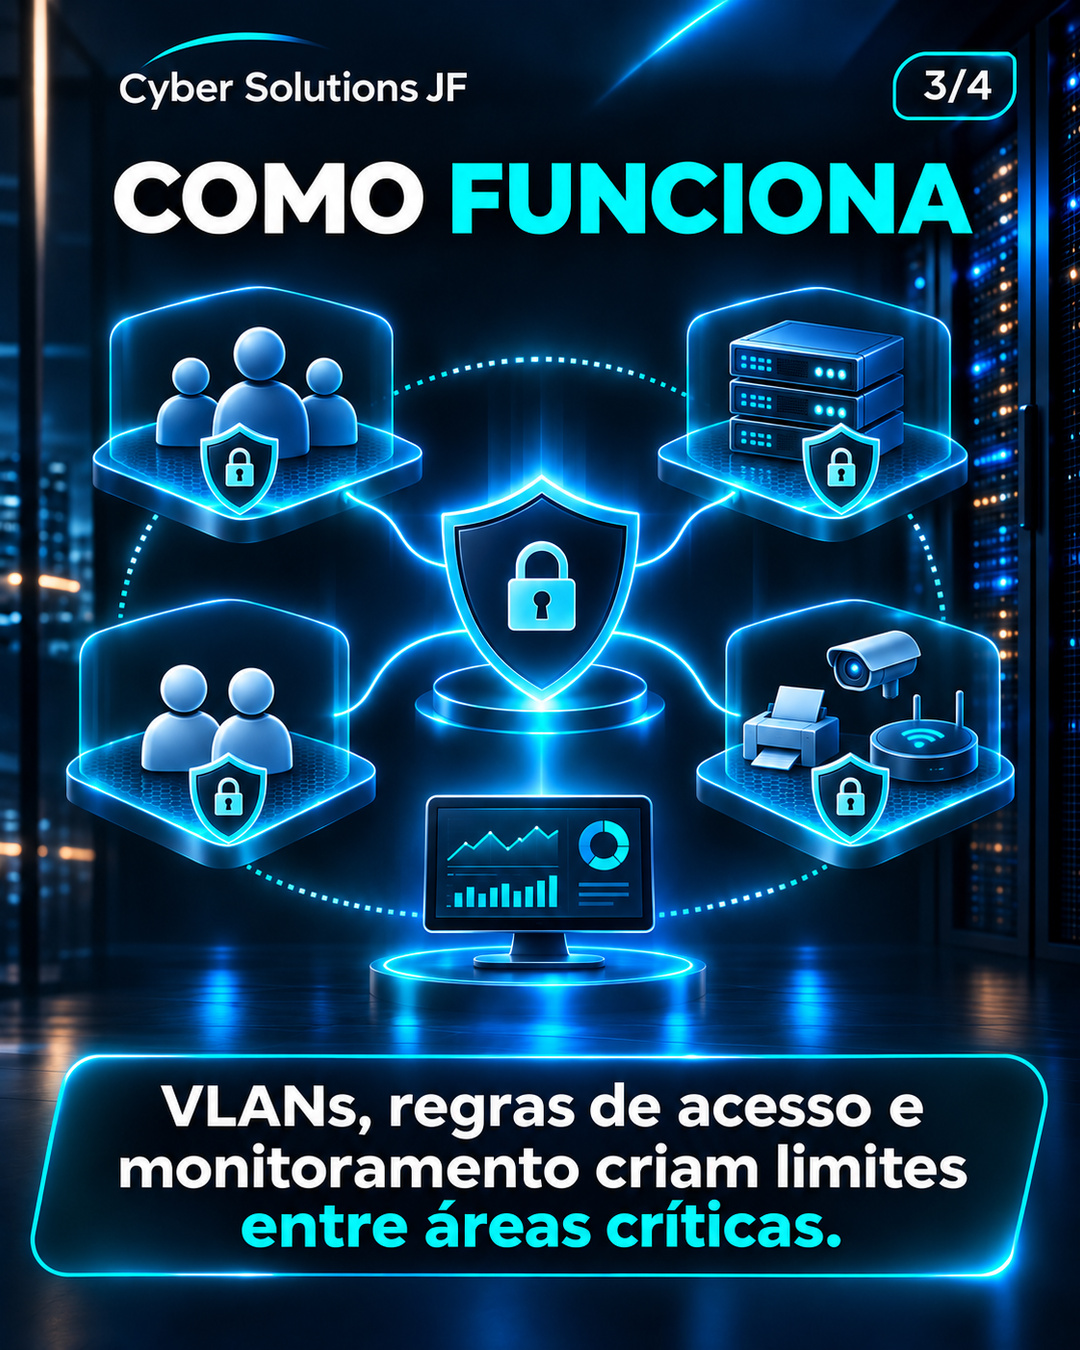 Cyber Solutions JF
3/4
COMO FUNCIONA
VLANs, regras de acesso e
monitoramento criam limites
entre áreas críticas.